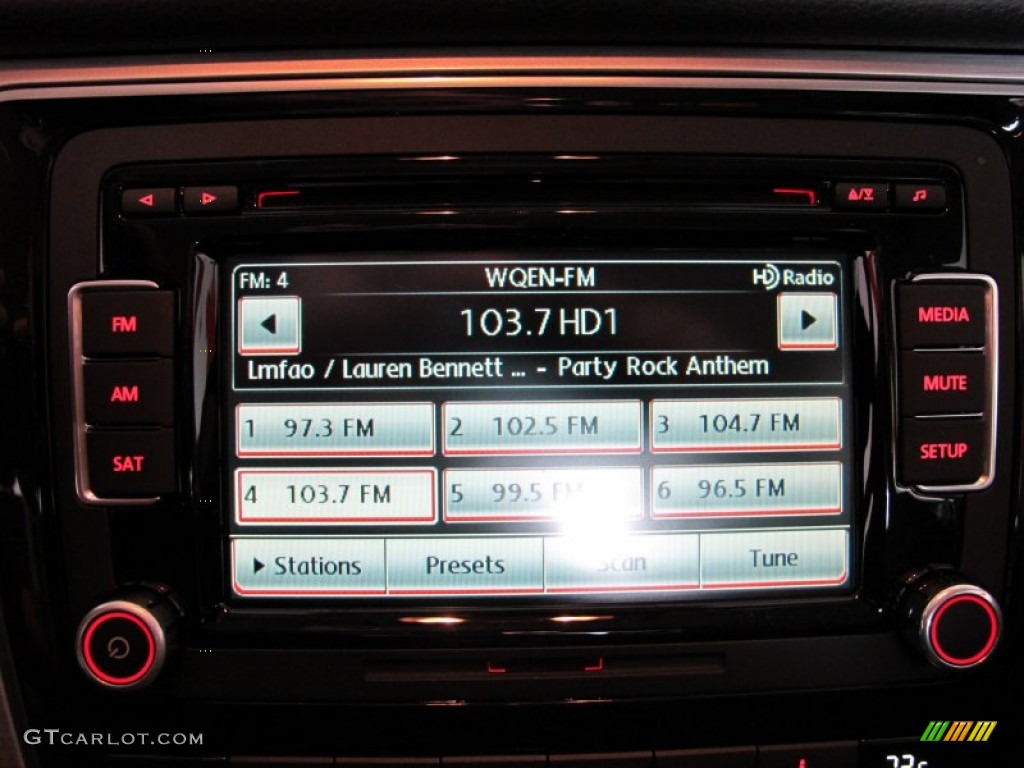 FM: 4 WQEN-FM HD Radio
103.7 HD1
Lmfao / Lauren Bennett ... - Party Rock Anthem
FM
AM
SAT
MEDIA
MUTE
SETUP
1 97.3 FM 2 102.5 FM 3 104.7 FM
4 103.7 FM 5 99.5 FM 6 96.5 FM
Stations Presets Scan Tune
GTCARLOT.COM